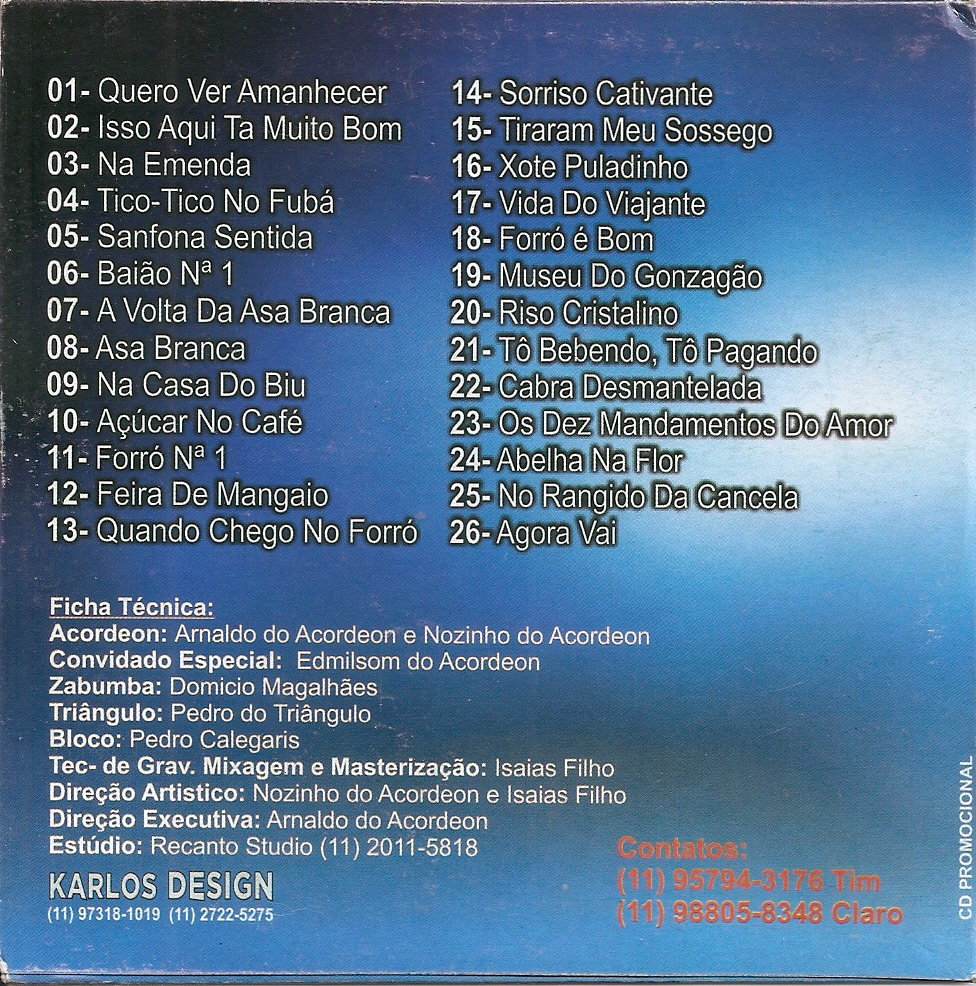 01- Quero Ver Amanhecer
02- Isso Aqui Ta Muito Bom
03- Na Emenda
04- Tico-Tico No Fubá
05- Sanfona Sentida
06- Baião Nª 1
07- A Volta Da Asa Branca
08- Asa Branca
09- Na Casa Do Biu
10- Açúcar No Café
11- Forró Nª 1
12- Feira De Mangaio
13- Quando Chego No Forró
14- Sorriso Cativante
15- Tiraram Meu Sossego
16- Xote Puladinho
17- Vida Do Viajante
18- Forró é Bom
19- Museu Do Gonzagão
20- Riso Cristalino
21- Tô Bebendo, Tô Pagando
22- Cabra Desmantelada
23- Os Dez Mandamentos Do Amor
24- Abelha Na Flor
25- No Rangido Da Cancela
26- Agora Vai
Ficha Técnica:
Acordeon: Arnaldo do Acordeon e Nozinho do Acordeon
Convidado Especial: Edmilsom do Acordeon
Zabumba: Domicio Magalhães
Triângulo: Pedro do Triângulo
Bloco: Pedro Calegaris
Tec- de Grav. Mixagem e Masterização: Isaias Filho
Direção Artistico: Nozinho do Acordeon e Isaias Filho
Direção Executiva: Arnaldo do Acordeon
Estúdio: Recanto Studio (11) 2011-5818
KARLOS DESIGN
(11) 97318-1019 (11) 2722-5275
Contatos:
(11) 95794-3176 Tim
(11) 98805-8348 Claro
CD PROMOCIONAL